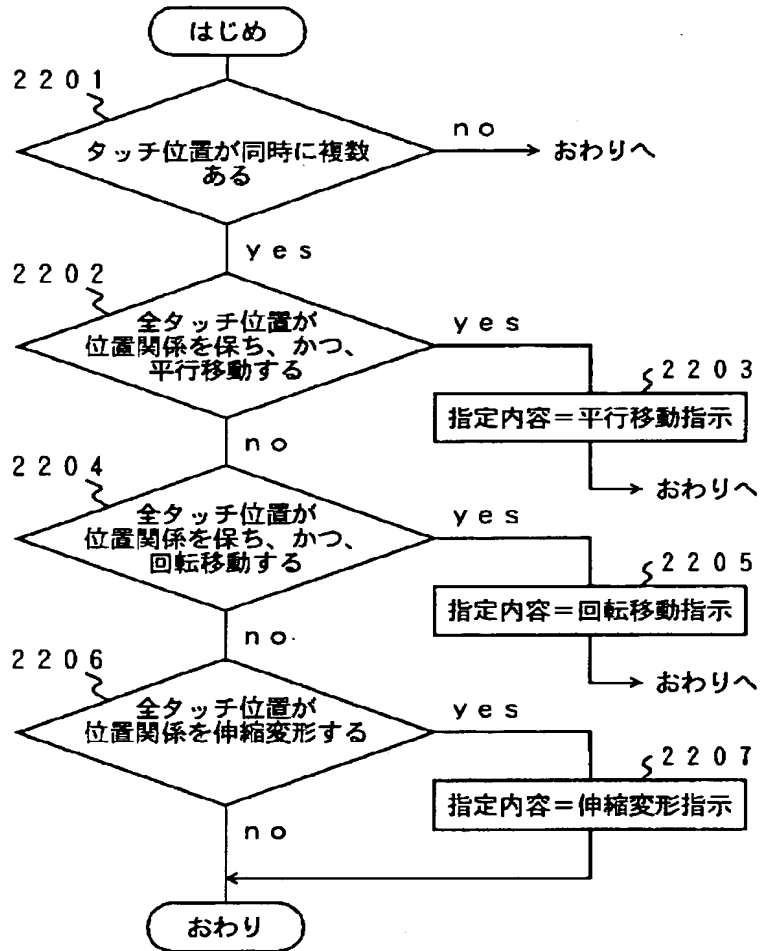 はじめ
2201
タッチ位置が同時に複数
ある
no
おわりへ
yes
2202
全タッチ位置が
位置関係を保ち、かつ、
平行移動する
yes
2203
指定内容=平行移動指示
おわりへ
no
2204
全タッチ位置が
位置関係を保ち、かつ、
回転移動する
yes
2205
指定内容=回転移動指示
おわりへ
no
2206
全タッチ位置が
位置関係を伸縮変形する
yes
2207
指定内容=伸縮変形指示
no
おわり